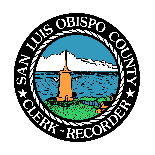 SAN LUIS OBISPO COUNTY
CLERK - RECORDER